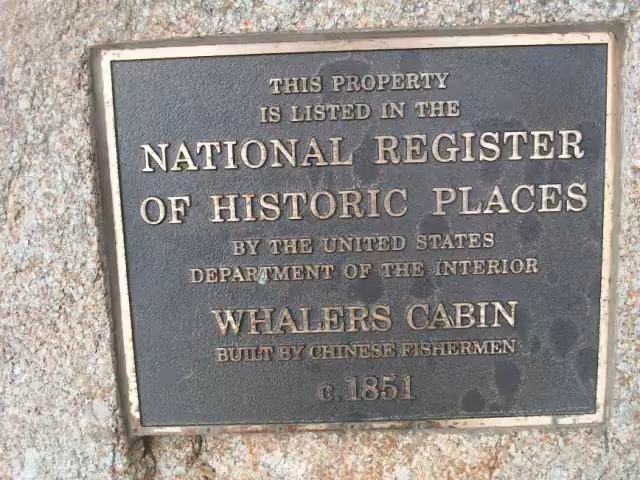 THIS PROPERTY
IS LISTED IN THE
NATIONAL REGISTER
OF HISTORIC PLACES
BY THE UNITED STATES
DEPARTMENT OF THE INTERIOR
WHALERS CABIN
BUILT BY CHINESE FISHERMEN
c. 1851